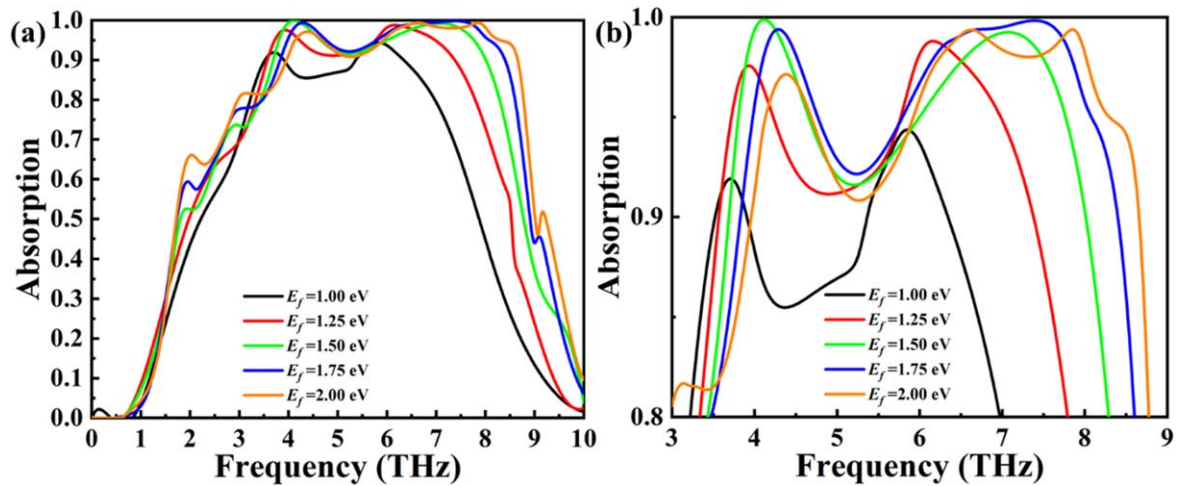 (a)
Absorption
1.0
0.9
0.8
0.7
0.6
0.5
0.4
0.3
0.2
0.1
0.0
E_f =1.00 eV
E_f =1.25 eV
E_f =1.50 eV
E_f =1.75 eV
E_f =2.00 eV
0 1 2 3 4 5 6 7 8 9 10
Frequency (THz)
(b)
Absorption
1.0
0.9
0.8
E_f =1.00 eV
E_f =1.25 eV
E_f =1.50 eV
E_f =1.75 eV
E_f =2.00 eV
3 4 5 6 7 8 9
Frequency (THz)